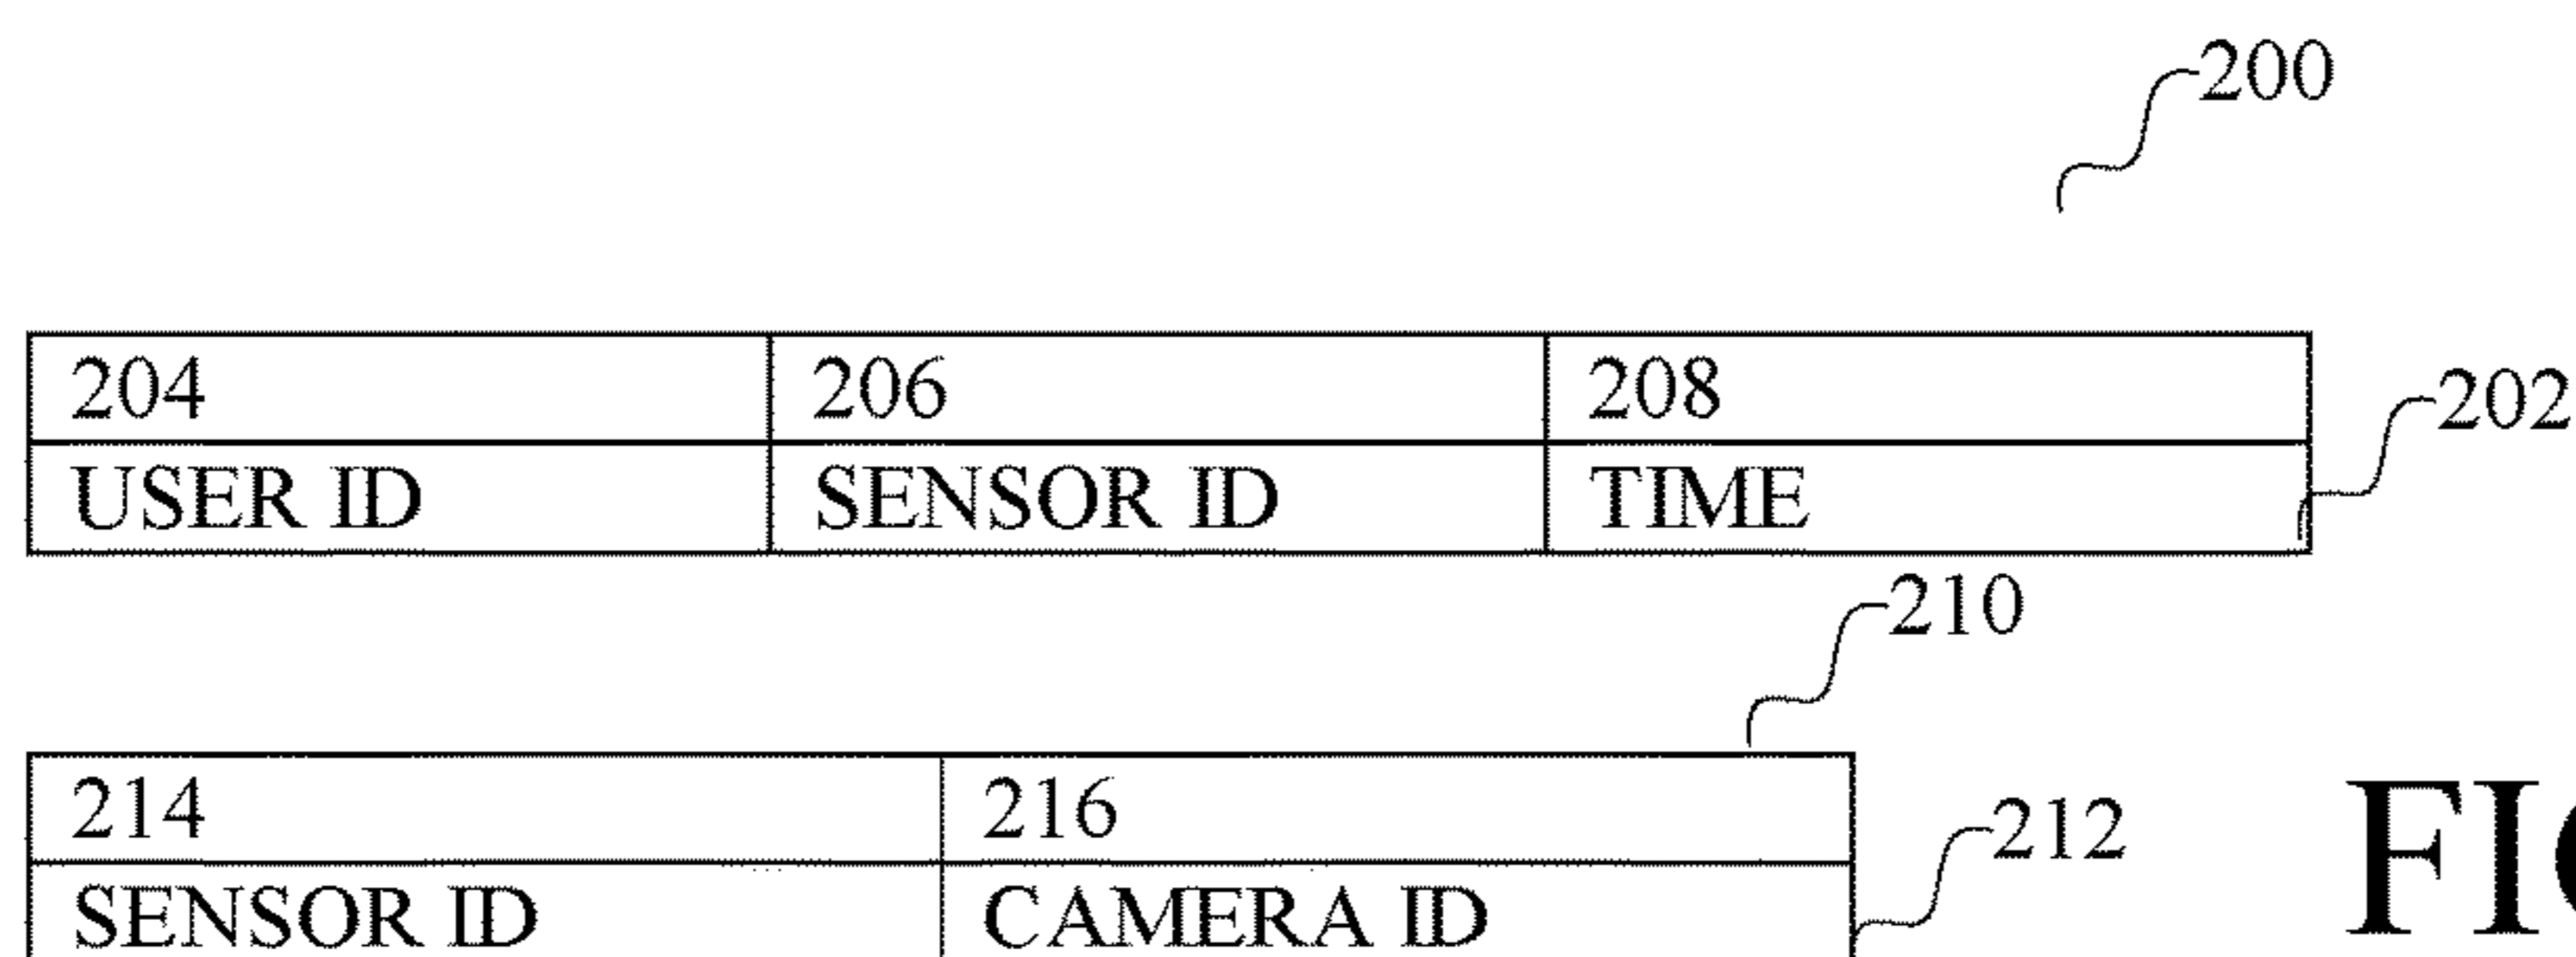 200
204 206 208
202
USER ID SENSOR ID TIME
210
214 216
212
SENSOR ID CAMERA ID